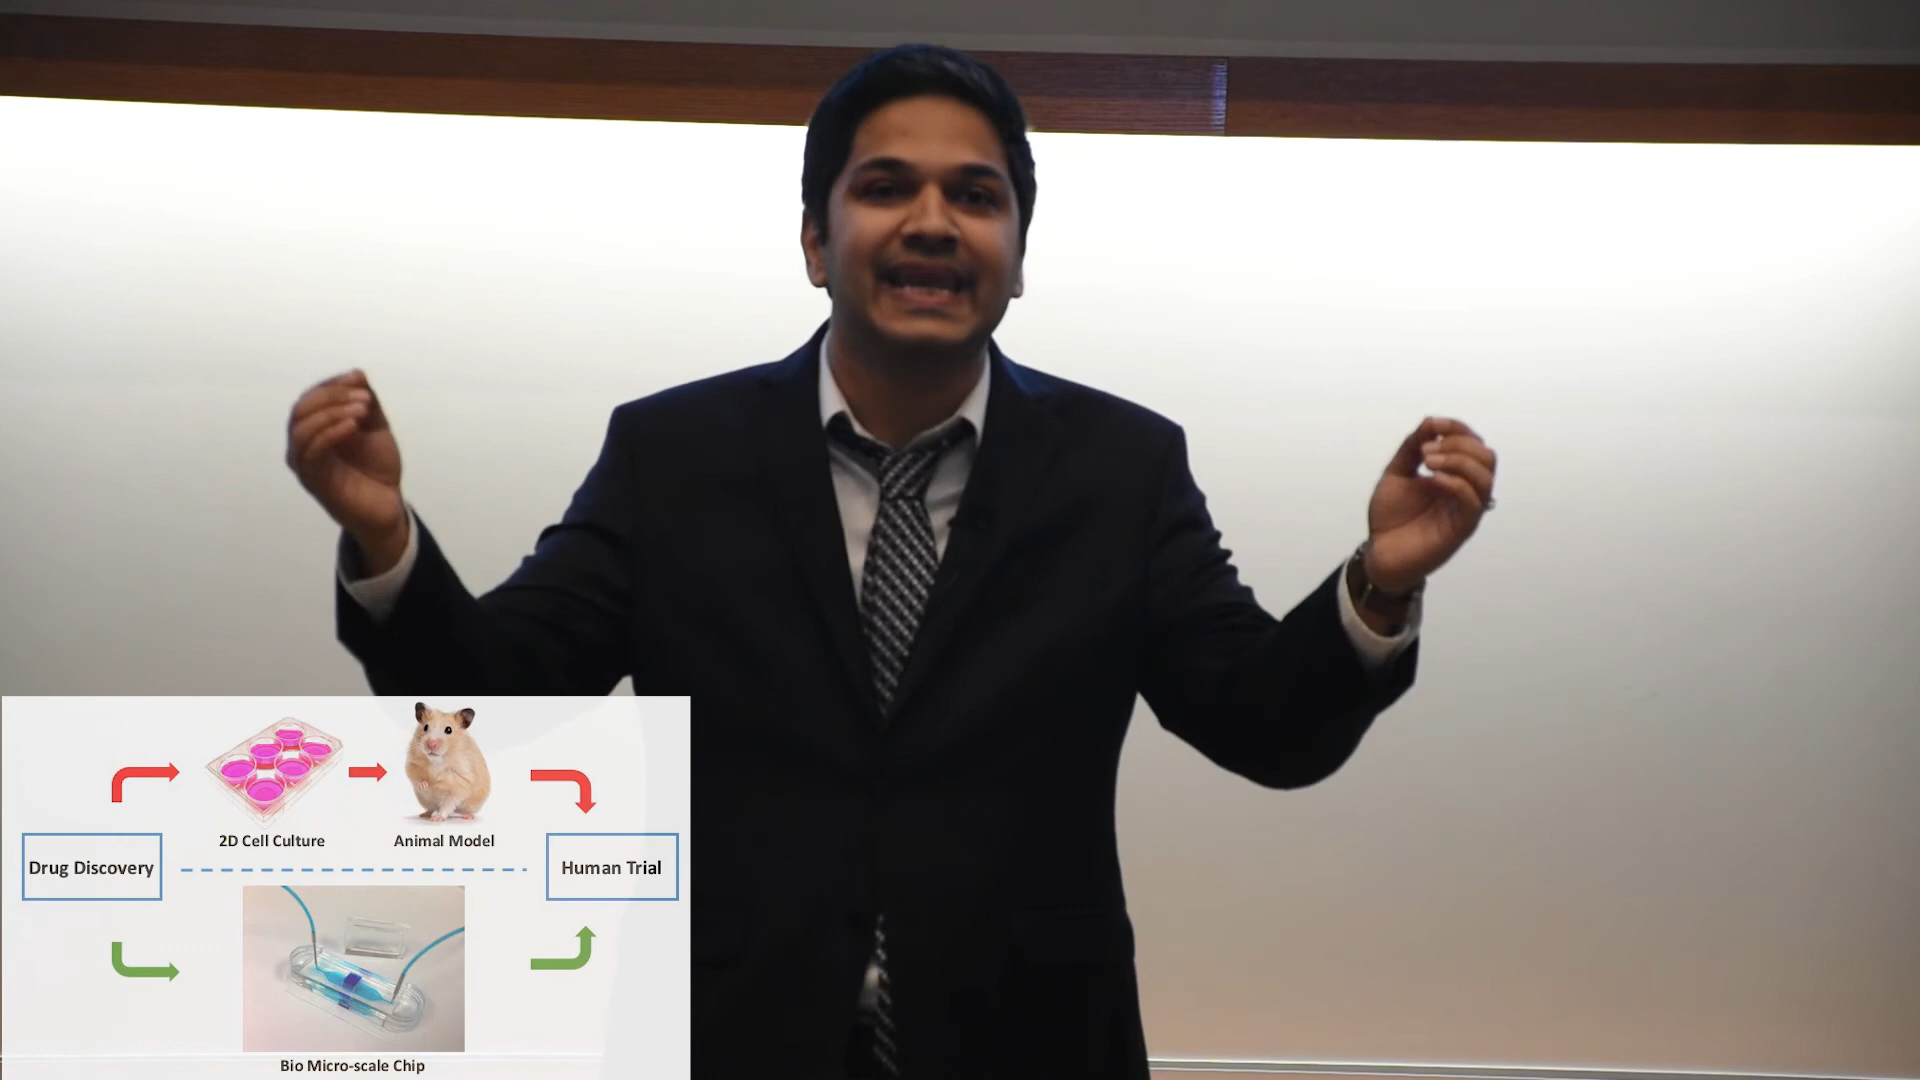 2D Cell Culture
Animal Model
Drug Discovery
Human Trial
Bio Micro-scale Chip